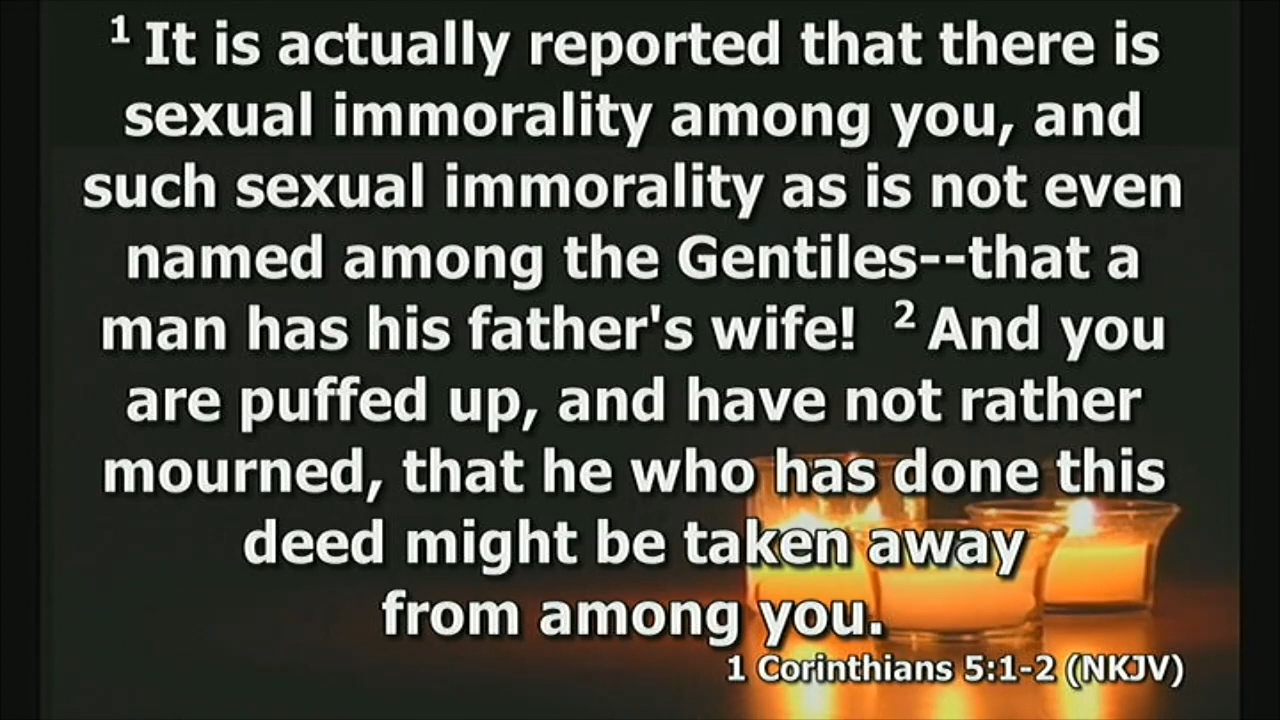 1 It is actually reported that there is
sexual immorality among you, and
such sexual immorality as is not even
named among the Gentiles--that a
man has his father's wife!  2 And you
are puffed up, and have not rather
mourned, that he who has done this
deed might be taken away
from among you.
1 Corinthians 5:1-2 (NKJV)